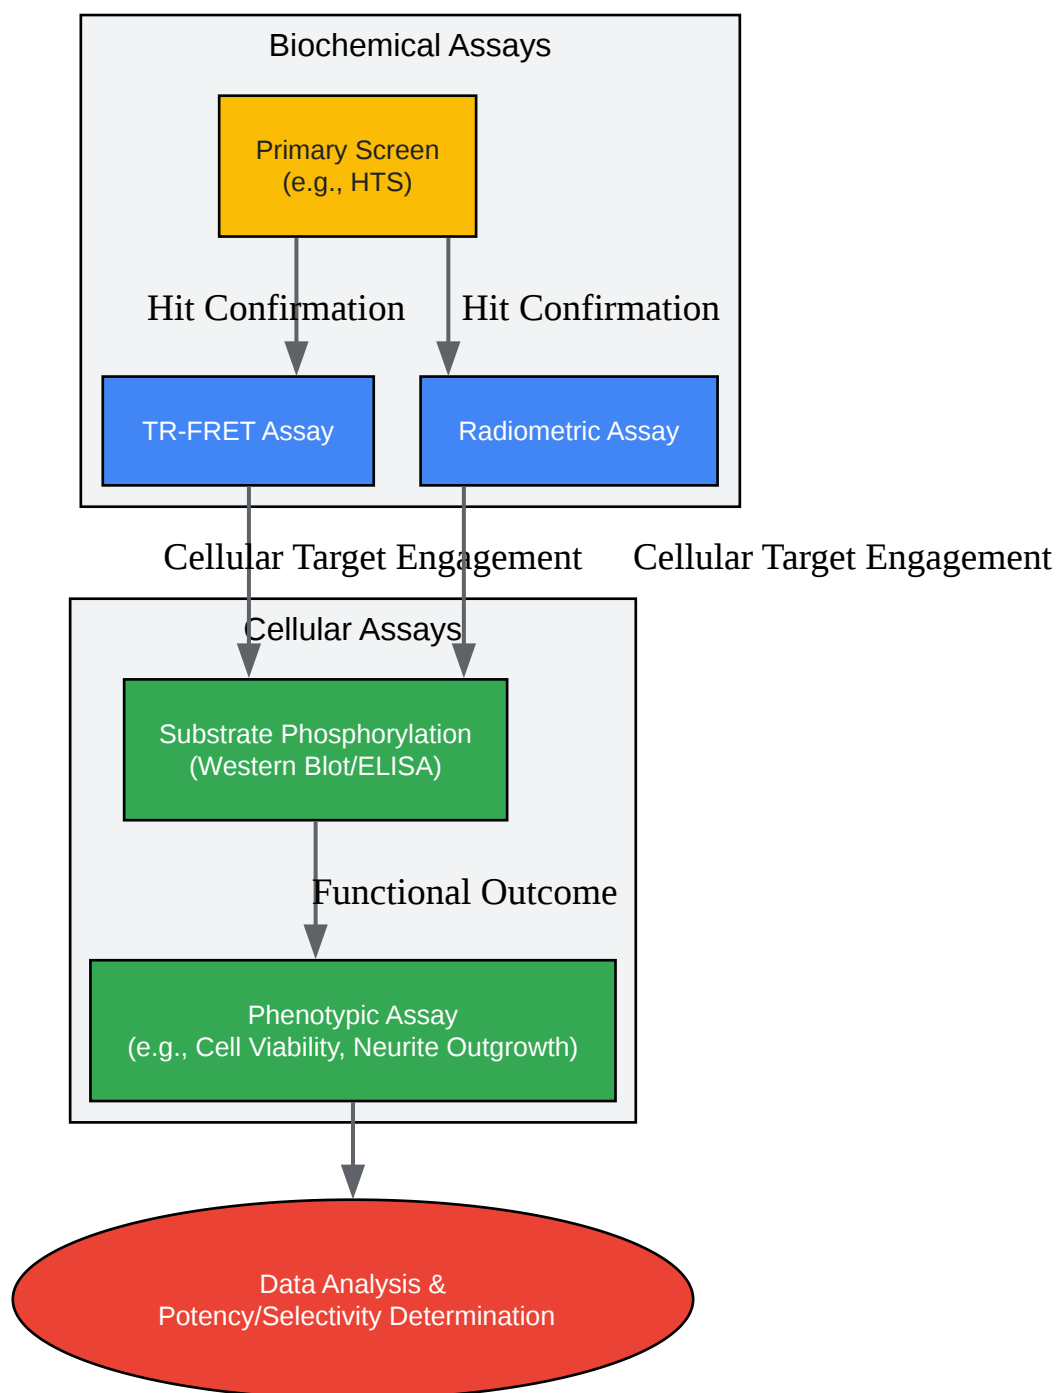 Biochemical Assays
Primary Screen
(e.g., HTS)
Hit Confirmation
Hit Confirmation
TR-FRET Assay
Radiometric Assay
Cellular Target Engagement
Cellular Target Engagement
Cellular Assays
Substrate Phosphorylation
(Western Blot/ELISA)
Functional Outcome
Phenotypic Assay
(e.g., Cell Viability, Neurite Outgrowth)
Data Analysis &
Potency/Selectivity Determination